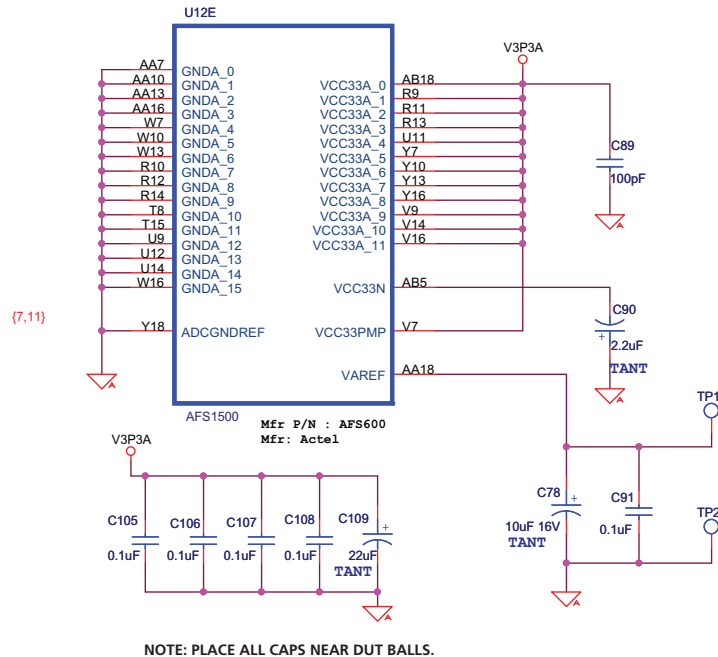 U12E
V3P3A
AA7 GNDA_0
AA10 GNDA_1
AA13 GNDA_2
AA16 GNDA_3
W7 GNDA_4
W10 GNDA_5
W13 GNDA_6
R10 GNDA_7
R12 GNDA_8
R14 GNDA_9
T8 GNDA_10
T15 GNDA_11
U9 GNDA_12
U12 GNDA_13
U14 GNDA_14
W16 GNDA_15
Y18 ADCGNDREF
VCC33A_0 AB18
VCC33A_1 R9
VCC33A_2 R11
VCC33A_3 R13
VCC33A_4 U11
VCC33A_5 Y7
VCC33A_6 Y10
VCC33A_7 Y13
VCC33A_8 Y16
VCC33A_9 V9
VCC33A_10 V14
VCC33A_11 V16
VCC33N AB5
VCC33PMP V7
VAREF AA18
C89
100pF
A
C90
+
2.2uF
TANT
A
{7,11}
A
AFS1500
Mfr P/N : AFS600
Mfr: Actel
TP1
V3P3A
C105
0.1uF
C106
0.1uF
C107
0.1uF
C108
0.1uF
C109
+
22uF
TANT
A
C78
+
10uF 16V
TANT
C91
0.1uF
TP2
A
NOTE: PLACE ALL CAPS NEAR DUT BALLS.